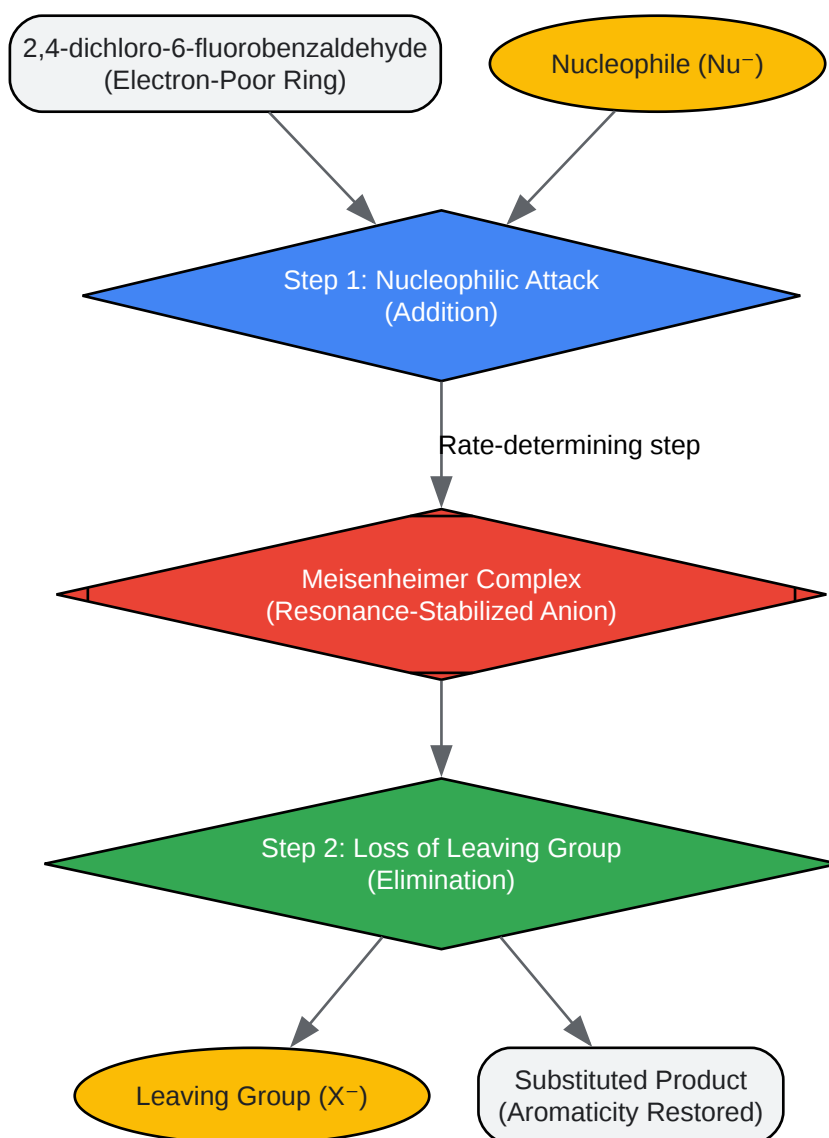 2,4-dichloro-6-fluorobenzaldehyde
(Electron-Poor Ring)
Nucleophile (Nu⁻)
Step 1: Nucleophilic Attack
(Addition)
Rate-determining step
Meisenheimer Complex
(Resonance-Stabilized Anion)
Step 2: Loss of Leaving Group
(Elimination)
Leaving Group (X⁻)
Substituted Product
(Aromaticity Restored)